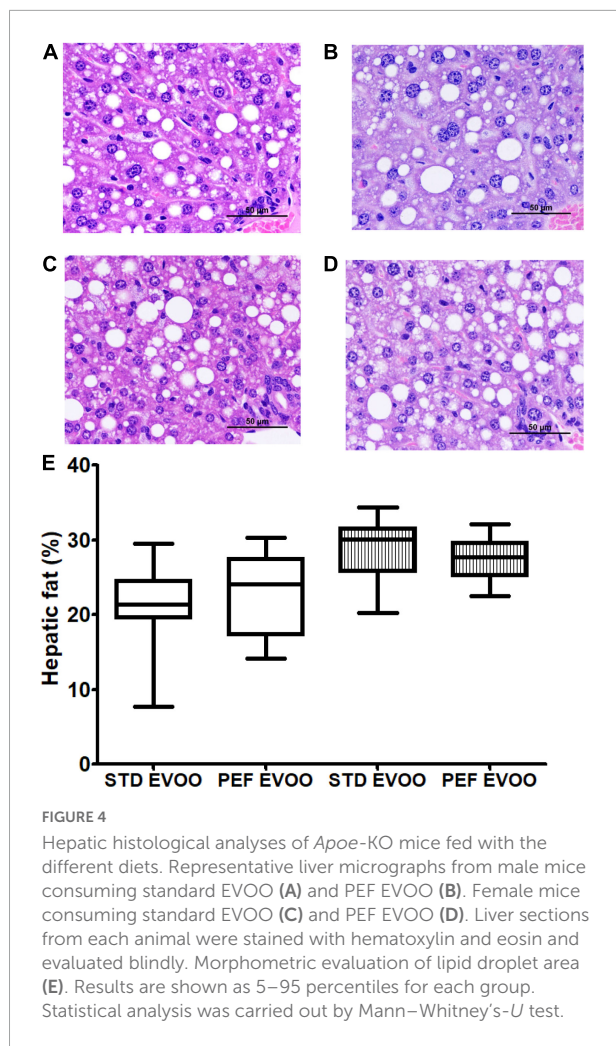 A
B
50 µm
50 µm
C
D
50 µm
50 µm
E
40
30
20
10
0
Hepatic fat (%)
STD EVOO PEF EVOO STD EVOO PEF EVOO
FIGURE 4
Hepatic histological analyses of Apoe-KO mice fed with the
different diets. Representative liver micrographs from male mice
consuming standard EVOO (A) and PEF EVOO (B). Female mice
consuming standard EVOO (C) and PEF EVOO (D). Liver sections
from each animal were stained with hematoxylin and eosin and
evaluated blindly. Morphometric evaluation of lipid droplet area
(E). Results are shown as 5–95 percentiles for each group.
Statistical analysis was carried out by Mann–Whitney's-U test.